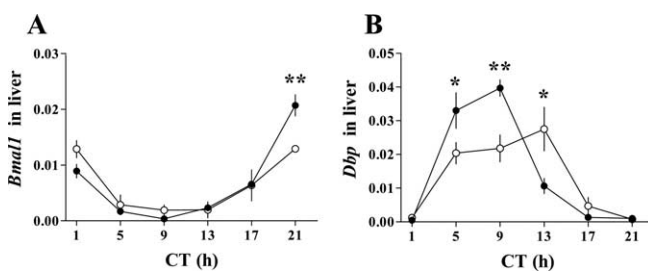 A
Bmal1 in liver
0.03
0.02
0.01
0.00
**
1 5 9 13 17 21
CT (h)
B
Dbp in liver
0.05
0.04
0.03
0.02
0.01
0.00
* ** *
1 5 9 13 17 21
CT (h)